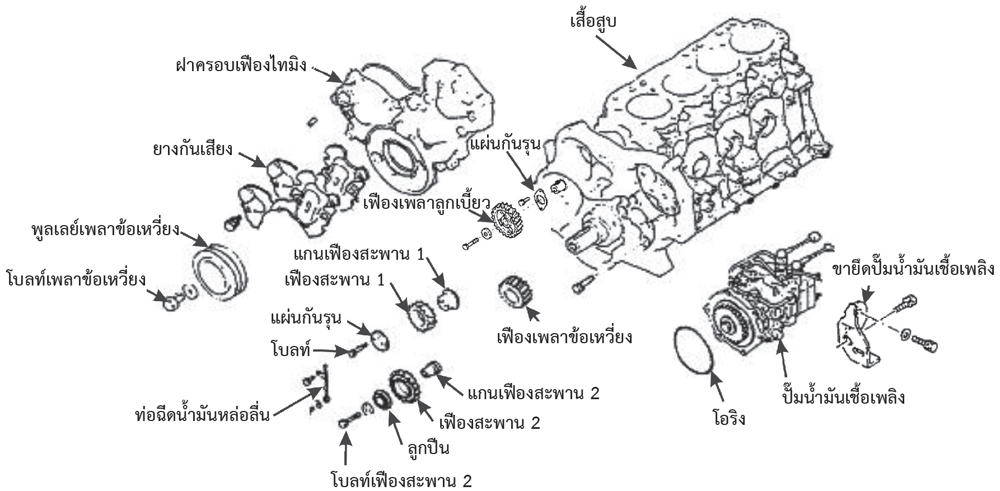 เสื้อสูบ
ฝาครอบเฟืองไทมิง
แผ่นกันรุน
ยางกันเสียง
เฟืองเพลาลูกเบี้ยว
พูลเลย์เพลาข้อเหวี่ยง
แกนเฟืองสะพาน 1
โบลท์เพลาข้อเหวี่ยง
เฟืองสะพาน 1
ขายึดปั๊มน้ำมันเชื้อเพลิง
แผ่นกันรุน
เฟืองเพลาข้อเหวี่ยง
โบลท์
แกนเฟืองสะพาน 2
ปั๊มน้ำมันเชื้อเพลิง
ท่อฉีดน้ำมันหล่อลื่น
เฟืองสะพาน 2
โอริง
ลูกปืน
โบลท์เฟืองสะพาน 2